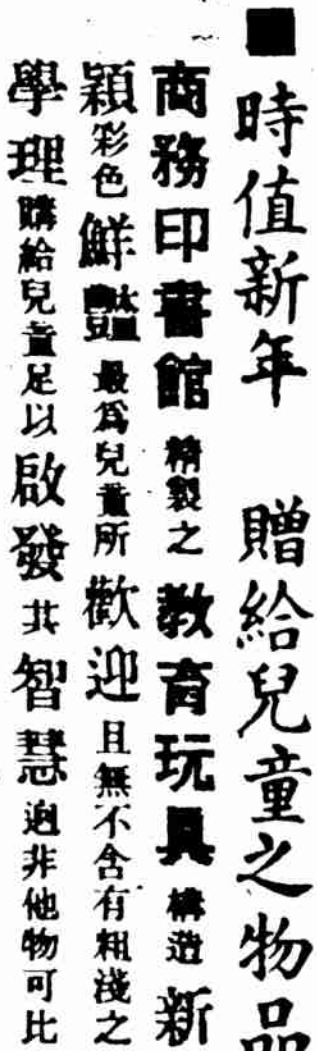 ■時值新年　贈給兒童之物品
商務印書館精製之教育玩具構造新
穎彩色鮮豔最爲兒童所歡迎且無不含有粗淺之
學理購給兒童足以啟發其智慧迥非他物可比